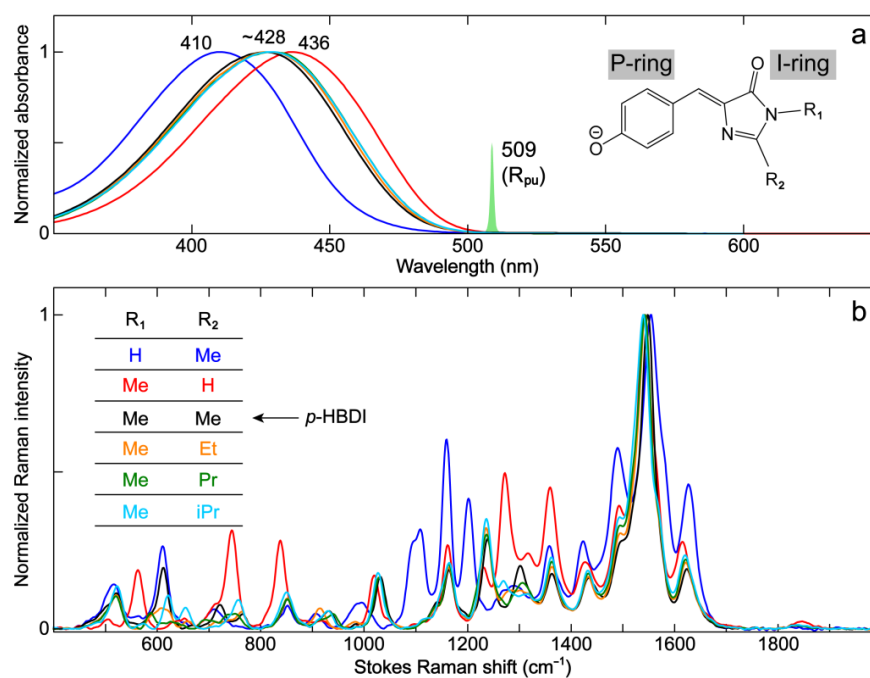 a
410
~428
436
P-ring
I-ring
O
N
R1
⊖
O
N
R2
509
(Rpu)
Normalized absorbance
1
0
400
450
500
550
600
Wavelength (nm)
b
R1 R2
H Me
Me H
Me Me
p-HBDI
Me Et
Me Pr
Me iPr
Normalized Raman intensity
1
0
600
800
1000
1200
1400
1600
1800
Stokes Raman shift (cm⁻¹)